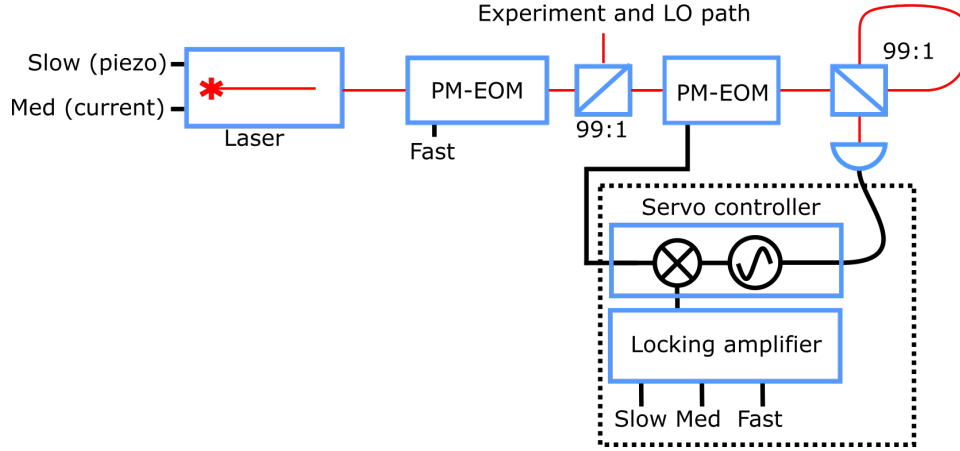 Experiment and LO path
Slow (piezo)
Med (current)
Laser
PM-EOM
Fast
99:1
PM-EOM
99:1
Servo controller
Locking amplifier
Slow Med Fast